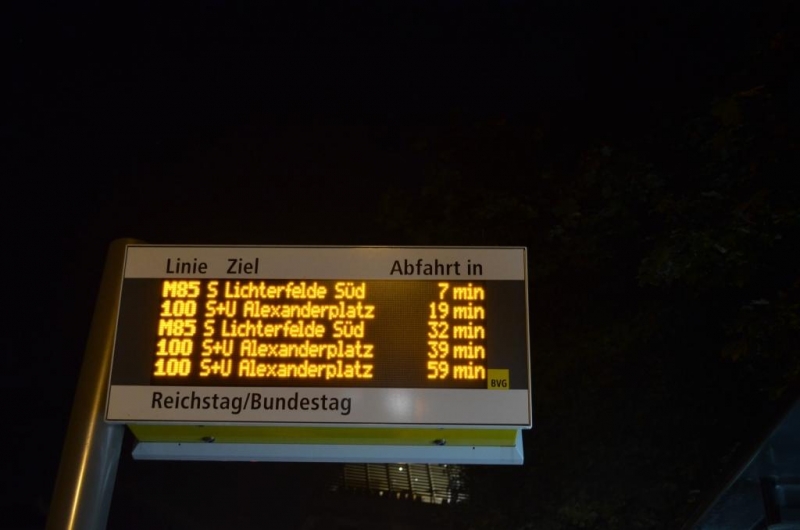 Linie Ziel Abfahrt in
M85 S Lichterfelde Süd 7 min
100 S+U Alexanderplatz 19 min
M85 S Lichterfelde Süd 32 min
100 S+U Alexanderplatz 39 min
100 S+U Alexanderplatz 59 min
BVG
Reichstag/Bundestag